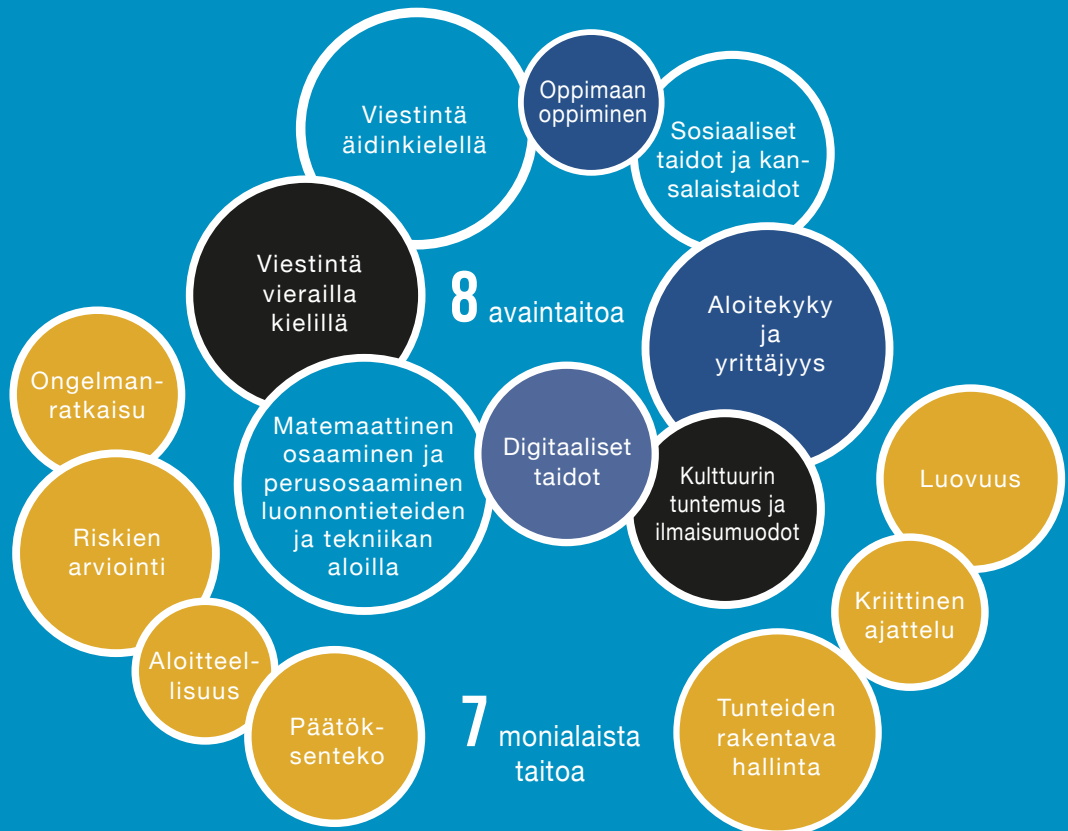 Viestintä
äidinkielellä
Oppimaan
oppiminen
Sosiaaliset
taidot ja kan-
salaistaidot
Viestintä
vierailla
kielillä
8 avaintaitoa
Aloitekyky
ja
yrittäjyys
Matemaattinen
osaaminen ja
perusosaaminen
luonnontieteiden
ja tekniikan
aloilla
Digitaaliset
taidot
Kulttuurin
tuntemus ja
ilmaisumuodot
Ongelman-
ratkaisu
Riskien
arviointi
Aloitteel-
lisuus
Päätök-
senteko
7 monialaista
taitoa
Luovuus
Kriittinen
ajattelu
Tunteiden
rakentava
hallinta